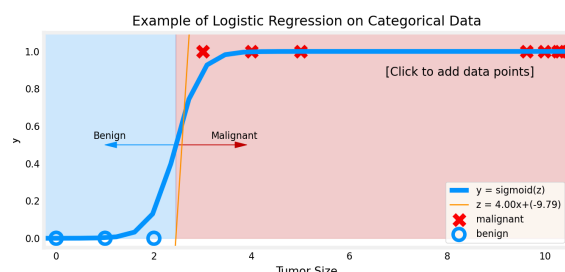 Example of Logistic Regression on Categorical Data
1.0
[Click to add data points]
0.8
0.6
Benign
Malignant
y
0.4
0.2
0.0
y = sigmoid(z)
z = 4.00x+(-9.79)
malignant
benign
0 2 4 6 8 10
Tumor Size